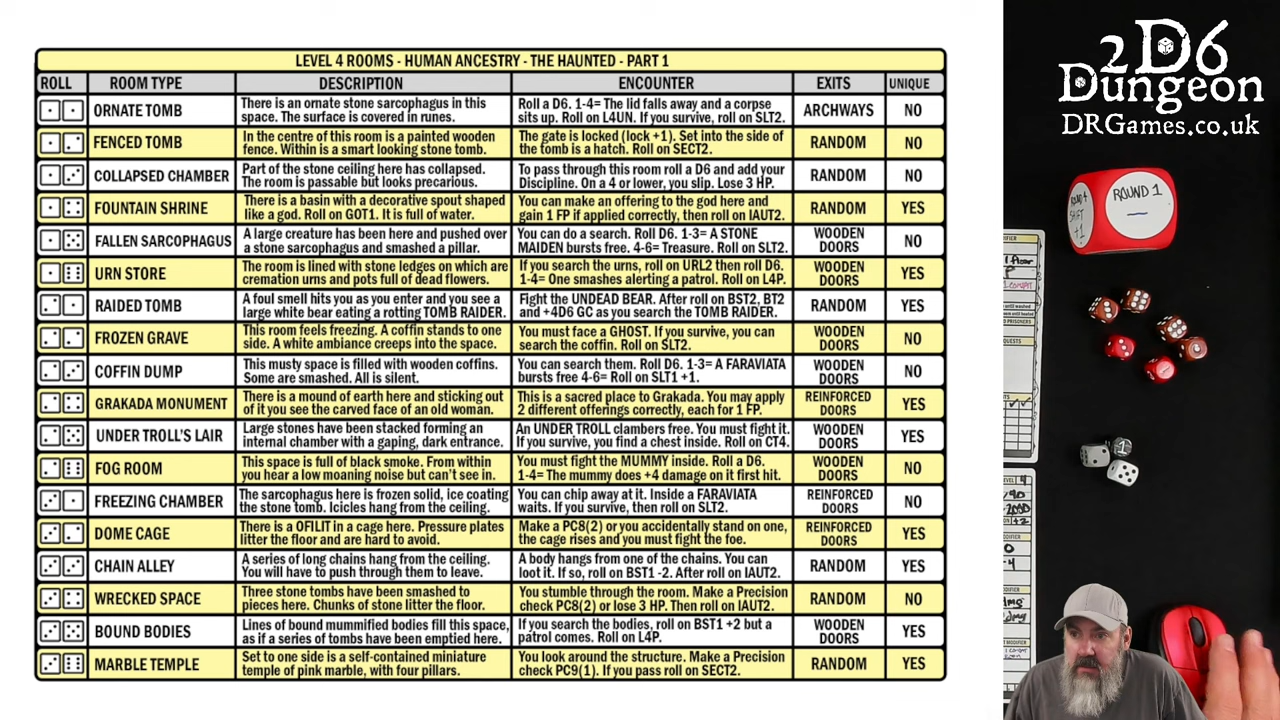 LEVEL 4 ROOMS - HUMAN ANCESTRY - THE HAUNTED - PART 1
ROLL ROOM TYPE DESCRIPTION ENCOUNTER EXITS UNIQUE
ORNATE TOMB
There is an ornate stone sarcophagus in this
space. The surface is covered in runes.
Roll a D6. 1-4= The lid falls away and a corpse
sits up. Roll on L4UN. If you survive, roll on SLT2.
ARCHWAYS
NO
FENCED TOMB
In the centre of this room is a painted wooden
fence. Within is a smart looking stone tomb.
The gate is locked (lock +1). Set into the side of
the tomb is a hatch. Roll on SECT2.
RANDOM
NO
COLLAPSED CHAMBER
Part of the stone ceiling here has collapsed.
The room is passable but looks precarious.
To pass through this room roll a D6 and add your
Discipline. On a 4 or lower, you slip. Lose 3 HP.
RANDOM
NO
FOUNTAIN SHRINE
There is a basin with a decorative spout shaped
like a god. Roll on GOT1. It is full of water.
You can make an offering to the god here and
gain 1 FP if applied correctly, then roll on IAUT2.
RANDOM
YES
FALLEN SARCOPHAGUS
A large creature has been here and pushed over
a stone sarcophagus and smashed a pillar.
You can do a search. Roll D6. 1-3= A STONE
MAIDEN bursts free. 4-6= Treasure. Roll on SLT2.
WOODEN
DOORS
NO
URN STORE
The room is lined with stone ledges on which are
cremation urns and pots full of dead flowers.
If you search the urns, roll on URL2 then roll D6.
1-4= One smashes alerting a patrol. Roll on L4P.
WOODEN
DOORS
YES
RAIDED TOMB
A foul smell hits you as you enter and you see a
large white bear eating a rotting TOMB RAIDER.
Fight the UNDEAD BEAR. After roll on BST2, BT2
and +4D6 GC as you search the TOMB RAIDER.
RANDOM
YES
FROZEN GRAVE
This room feels freezing. A coffin stands to one
side. A white ambiance creeps into the space.
You must face a GHOST. If you survive, you can
search the coffin. Roll on SLT2.
WOODEN
DOORS
NO
COFFIN DUMP
This musty space is filled with wooden coffins.
Some are smashed. All is silent.
You can search them. Roll D6. 1-3= A FARAVIATA
bursts free 4-6= Roll on SLT1 +1.
WOODEN
DOORS
NO
GRAKADA MONUMENT
There is a mound of earth here and sticking out
of it you see the carved face of an old woman.
This is a sacred place to Grakada. You may apply
2 different offerings correctly, each for 1 FP.
REINFORCED
DOORS
YES
UNDER TROLL'S LAIR
Large stones have been stacked forming an
internal chamber with a gaping, dark entrance.
An UNDER TROLL clambers free. You must fight it.
If you survive, you find a chest inside. Roll on CT4.
WOODEN
DOORS
YES
FOG ROOM
This space is full of black smoke. From within
you hear a low moaning noise but can't see in.
You must fight the MUMMY inside. Roll a D6.
1-4= The mummy does +4 damage on it first hit.
WOODEN
DOORS
NO
FREEZING CHAMBER
The sarcophagus here is frozen solid, ice coating
the stone tomb. Icicles hang from the ceiling.
You can chip away at it. Inside a FARAVIATA
waits. If you survive, then roll on SLT2.
REINFORCED
DOORS
NO
DOME CAGE
There is a OFILIT in a cage here. Pressure plates
litter the floor and are hard to avoid.
Make a PC8(2) or you accidentally stand on one,
the cage rises and you must fight the foe.
REINFORCED
DOORS
YES
CHAIN ALLEY
A series of long chains hang from the ceiling.
You will have to push through them to leave.
A body hangs from one of the chains. You can
loot it. If so, roll on BST1 -2. After roll on IAUT2.
RANDOM
YES
WRECKED SPACE
Three stone tombs have been smashed to
pieces here. Chunks of stone litter the floor.
You stumble through the room. Make a Precision
check PC8(2) or lose 3 HP. Then roll on IAUT2.
RANDOM
NO
BOUND BODIES
Lines of bound mummified bodies fill this space,
as if a series of tombs have been emptied here.
If you search the bodies, roll on BST1 +2 but a
patrol comes. Roll on L4P.
WOODEN
DOORS
YES
MARBLE TEMPLE
Set to one side is a self-contained miniature
temple of pink marble, with four pillars.
You look around the structure. Make a Precision
check PC9(1). If you pass roll on SECT2.
RANDOM
YES
2D6
Dungeon
DRGames.co.uk
ROUND 1
SHIFT
+1
LEVEL 4